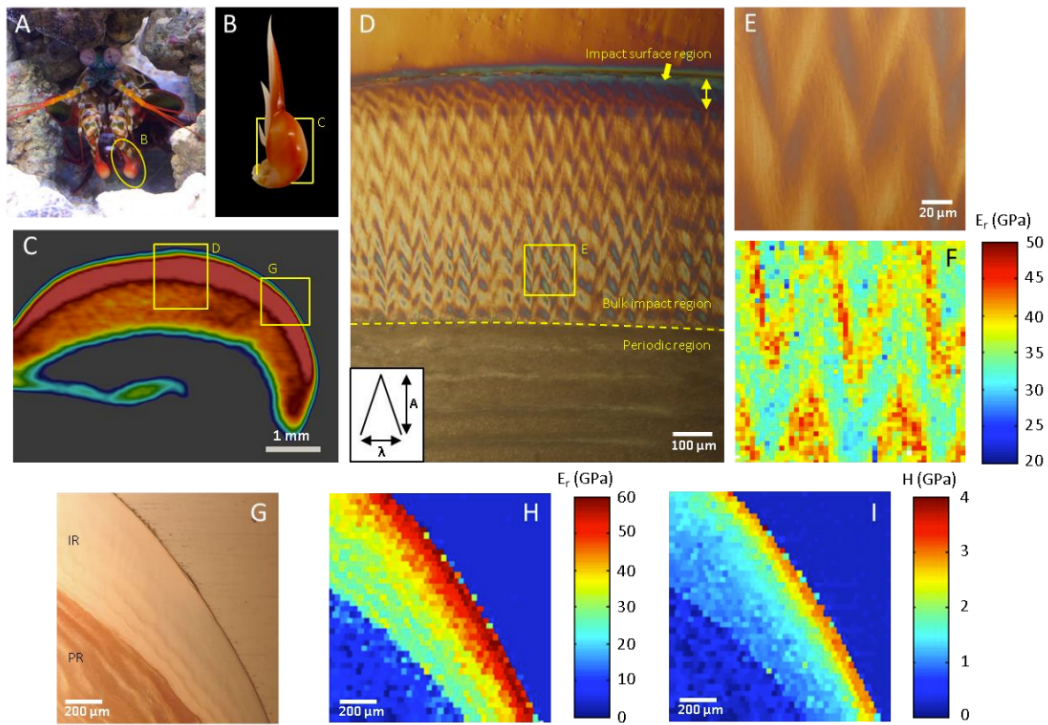 A
B
B
C
D
Impact surface region
E
Bulk impact region
Periodic region
A
λ
100 µm
E
20 µm
C
D
G
1 mm
F
Er (GPa)
50
45
40
35
30
25
20
G
IR
PR
200 µm
H
200 µm
Er (GPa)
60
50
40
30
20
10
0
I
200 µm
H (GPa)
4
3
2
1
0